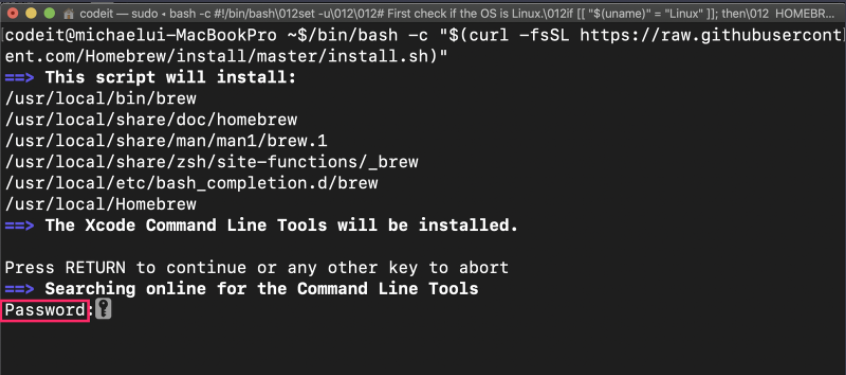 codeit — sudo • bash -c #!/bin/bash\012set -u\012\012# First check if the OS is Linux.\012if [[ "$(uname)" = "Linux" ]]; then\012  HOMEBR...
codeit@michaelui-MacBookPro ~$/bin/bash -c "$(curl -fsSL https://raw.githubusercont
ent.com/Homebrew/install/master/install.sh)"
==> This script will install:
/usr/local/bin/brew
/usr/local/share/doc/homebrew
/usr/local/share/man/man1/brew.1
/usr/local/share/zsh/site-functions/_brew
/usr/local/etc/bash_completion.d/brew
/usr/local/Homebrew
==> The Xcode Command Line Tools will be installed.
Press RETURN to continue or any other key to abort
==> Searching online for the Command Line Tools
Password: